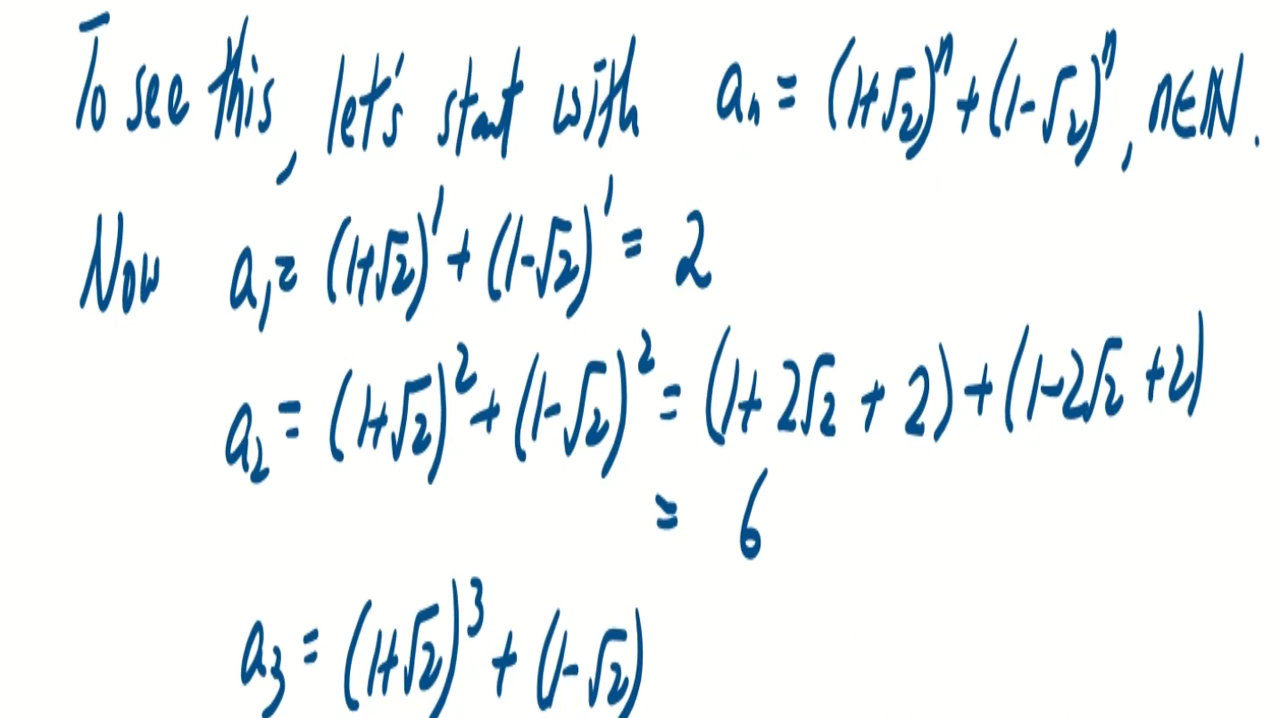 To see this, let's start with aₙ = (1+√2)ⁿ + (1-√2)ⁿ, n∈ℕ.
Now a₁ = (1+√2)¹ + (1-√2)¹ = 2
a₂ = (1+√2)² + (1-√2)² = (1+2√2+2)+(1-2√2+2)
= 6
a₃ = (1+√2)³ + (1-√2)